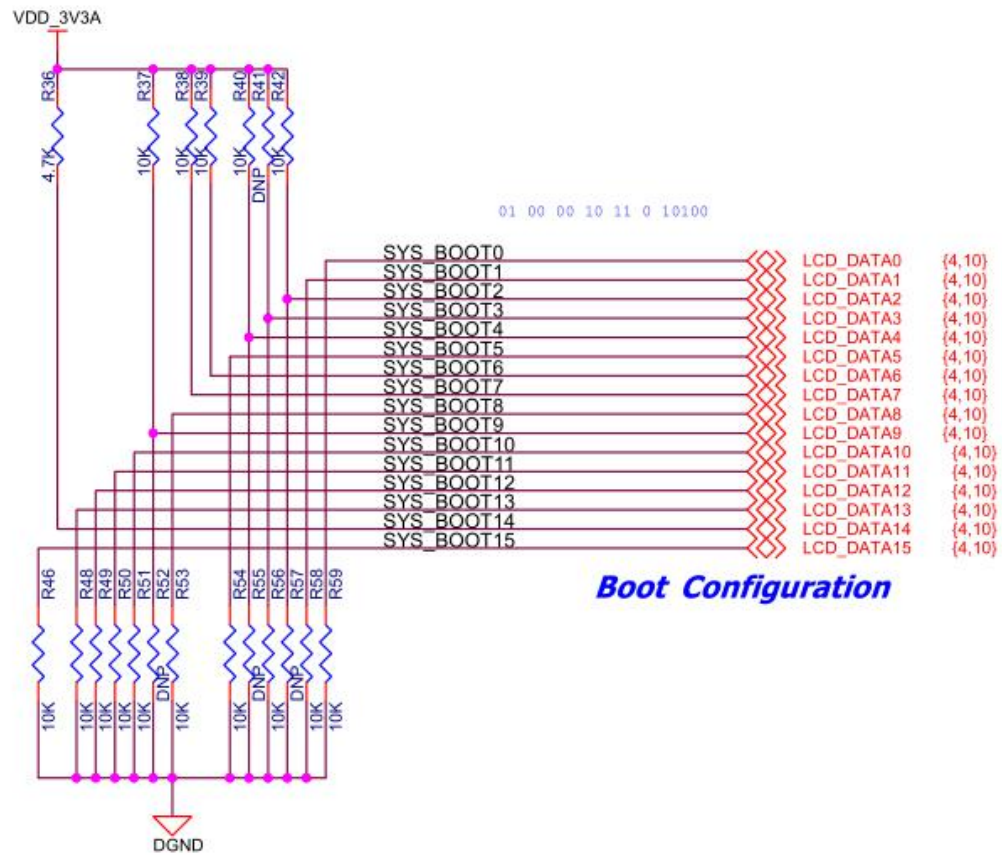 VDD_3V3A
R36
R37
R38
R39
R40
R41
R42
4.7K
10K
10K
10K
10K
DNP
10K
01 00 00 10 11 0 10100
SYS_BOOT0 LCD_DATA0 {4,10}
SYS_BOOT1 LCD_DATA1 {4,10}
SYS_BOOT2 LCD_DATA2 {4,10}
SYS_BOOT3 LCD_DATA3 {4,10}
SYS_BOOT4 LCD_DATA4 {4,10}
SYS_BOOT5 LCD_DATA5 {4,10}
SYS_BOOT6 LCD_DATA6 {4,10}
SYS_BOOT7 LCD_DATA7 {4,10}
SYS_BOOT8 LCD_DATA8 {4,10}
SYS_BOOT9 LCD_DATA9 {4,10}
SYS_BOOT10 LCD_DATA10 {4,10}
SYS_BOOT11 LCD_DATA11 {4,10}
SYS_BOOT12 LCD_DATA12 {4,10}
SYS_BOOT13 LCD_DATA13 {4,10}
SYS_BOOT14 LCD_DATA14 {4,10}
SYS_BOOT15 LCD_DATA15 {4,10}
Boot Configuration
R46
R48
R49
R50
R51
R52
R53
R54
R55
R56
R57
R58
R59
10K
10K
10K
10K
10K
DNP
10K
10K
DNP
10K
DNP
10K
10K
DGND